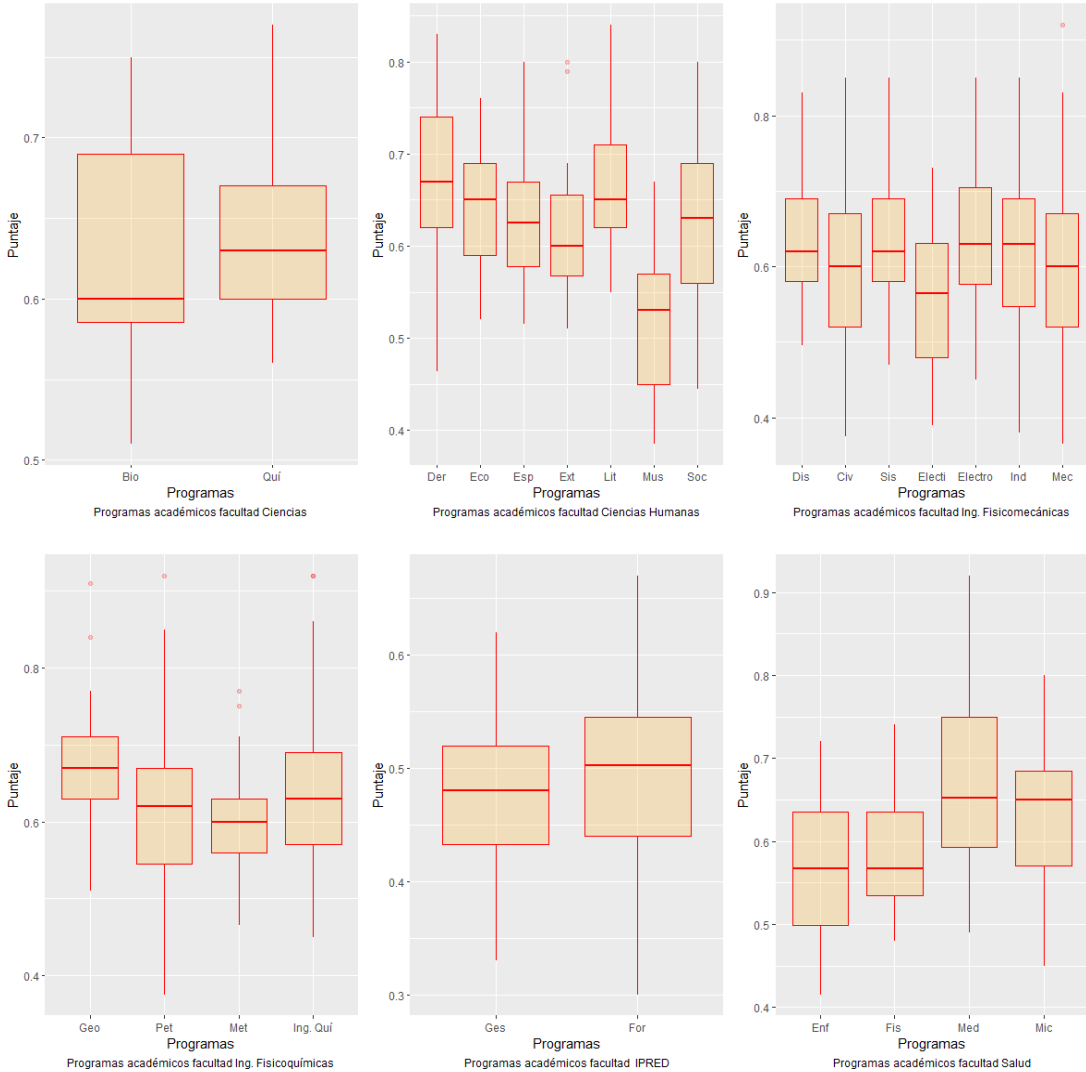 Puntaje
0.7
0.6
0.5
Bio Quí
Programas
Programas académicos facultad Ciencias
Puntaje
0.8
0.7
0.6
0.5
0.4
Der Eco Esp Ext Lit Mus Soc
Programas
Programas académicos facultad Ciencias Humanas
Puntaje
0.8
0.6
0.4
Dis Civ Sis Electi Electro Ind Mec
Programas
Programas académicos facultad Ing. Fisicomecánicas
Puntaje
0.8
0.6
0.4
Geo Pet Met Ing. Quí
Programas
Programas académicos facultad Ing. Fisicoquímicas
Puntaje
0.6
0.5
0.4
0.3
Ges For
Programas
Programas académicos facultad IPRED
Puntaje
0.9
0.8
0.7
0.6
0.5
0.4
Enf Fis Med Mic
Programas
Programas académicos facultad Salud